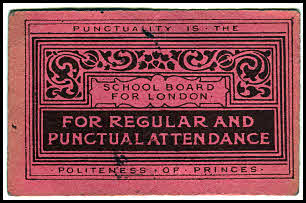 PUNCTUALITY IS THE
SCHOOL BOARD
FOR LONDON
FOR REGULAR AND
PUNCTUAL ATTENDANCE
·POLITENESS·OF·PRINCES·